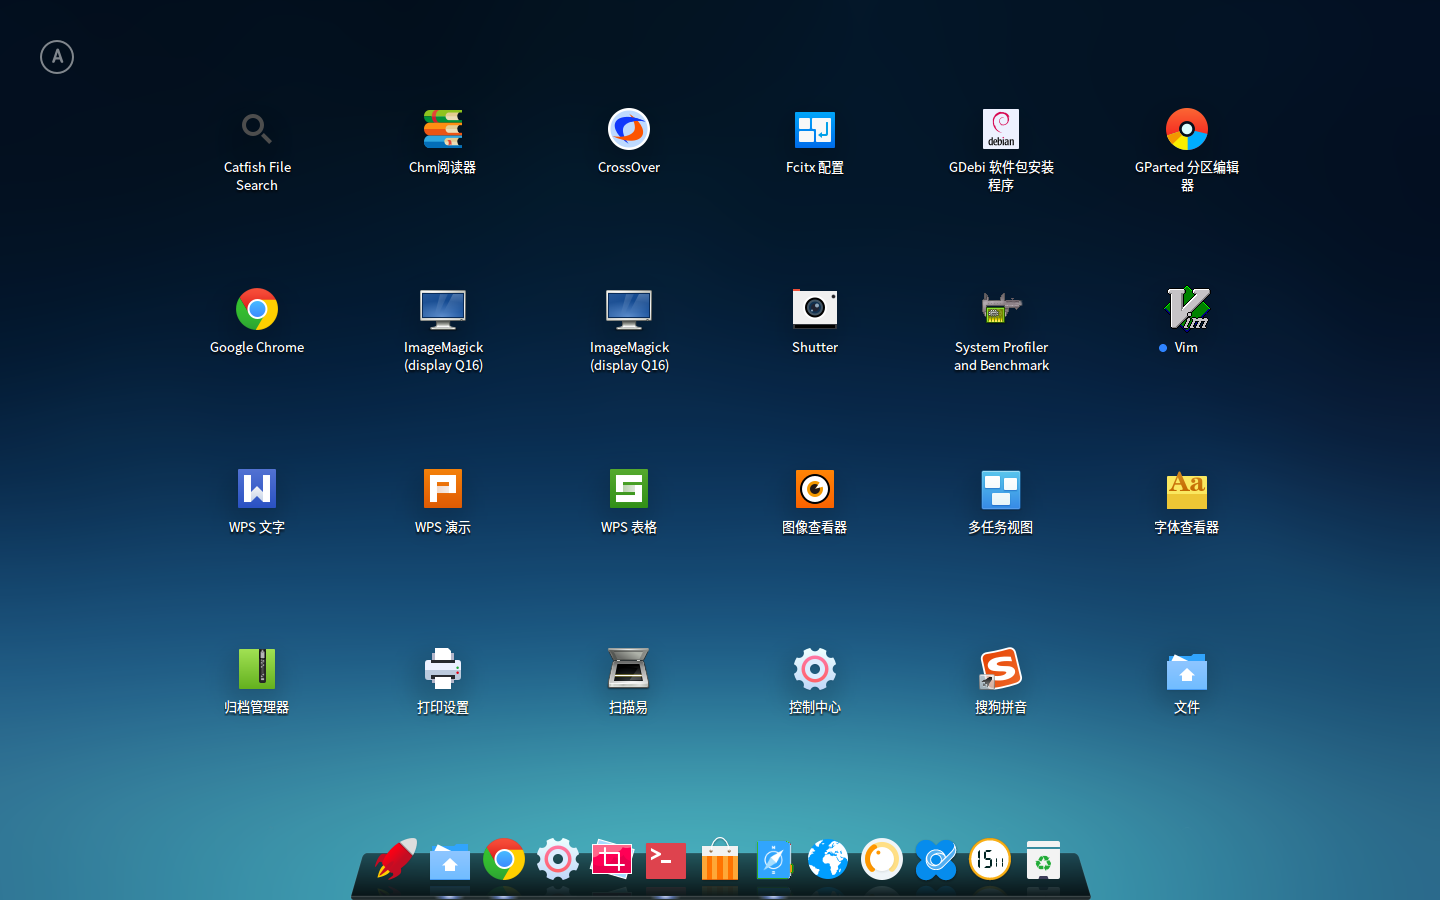 A
Catfish File
Search
Chm阅读器
CrossOver
Fcitx 配置
debian
GDebi 软件包安装
程序
GParted 分区编辑
器
Google Chrome
ImageMagick
(display Q16)
ImageMagick
(display Q16)
Shutter
System Profiler
and Benchmark
Vim
Vim
W
WPS 文字
P
WPS 演示
S
WPS 表格
图像查看器
多任务视图
Aa
字体查看器
归档管理器
打印设置
扫描易
控制中心
S
搜狗拼音
文件
>_
15 11